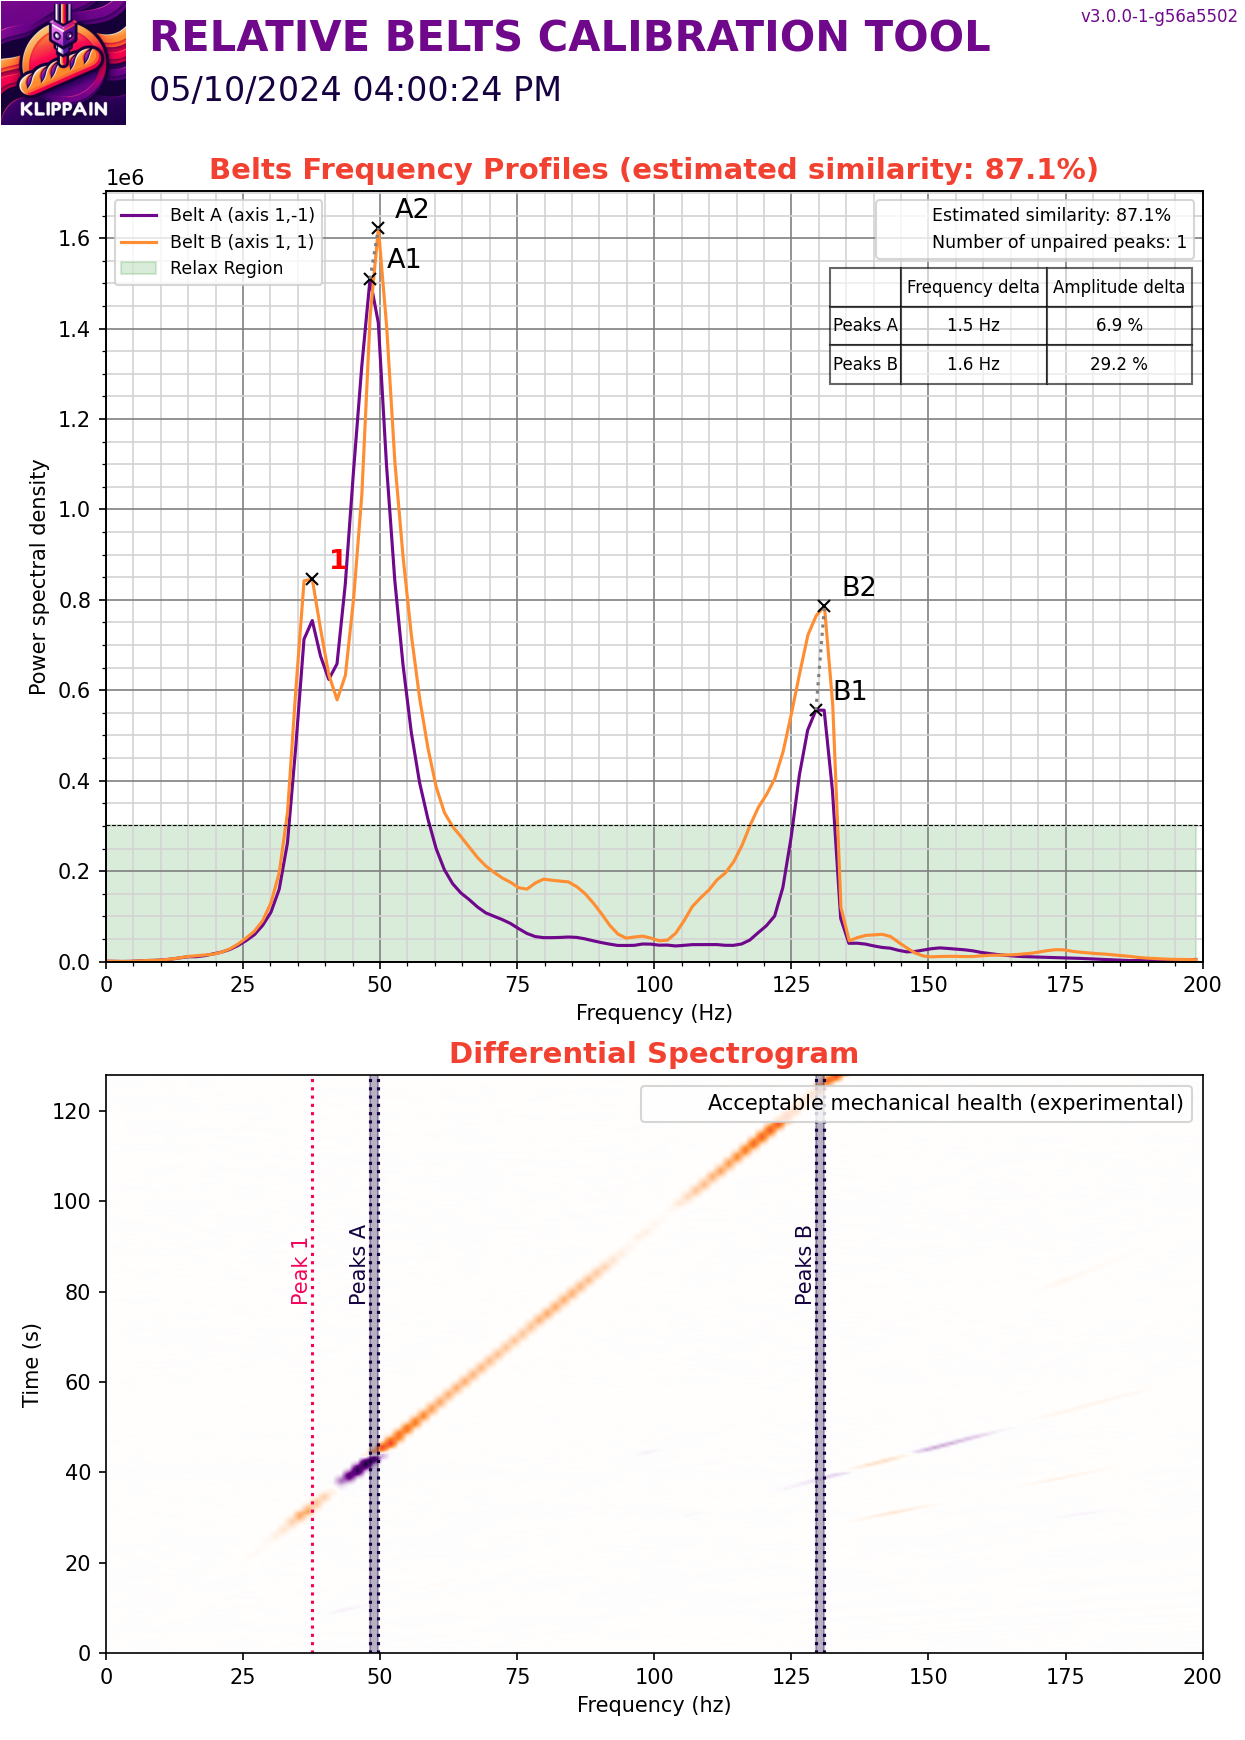 v3.0.0-1-g56a5502
RELATIVE BELTS CALIBRATION TOOL
05/10/2024 04:00:24 PM
KLIPPAIN
Belts Frequency Profiles (estimated similarity: 87.1%)
1e6
Belt A (axis 1,-1)
Belt B (axis 1, 1)
Relax Region
Estimated similarity: 87.1%
Number of unpaired peaks: 1
Frequency delta Amplitude delta
Peaks A 1.5 Hz 6.9 %
Peaks B 1.6 Hz 29.2 %
A2
A1
1
B2
B1
Power spectral density
1.6
1.4
1.2
1.0
0.8
0.6
0.4
0.2
0.0
0 25 50 75 100 125 150 175 200
Frequency (Hz)
Differential Spectrogram
Acceptable mechanical health (experimental)
Peak 1
Peaks A
Peaks B
Time (s)
120
100
80
60
40
20
0
0 25 50 75 100 125 150 175 200
Frequency (hz)